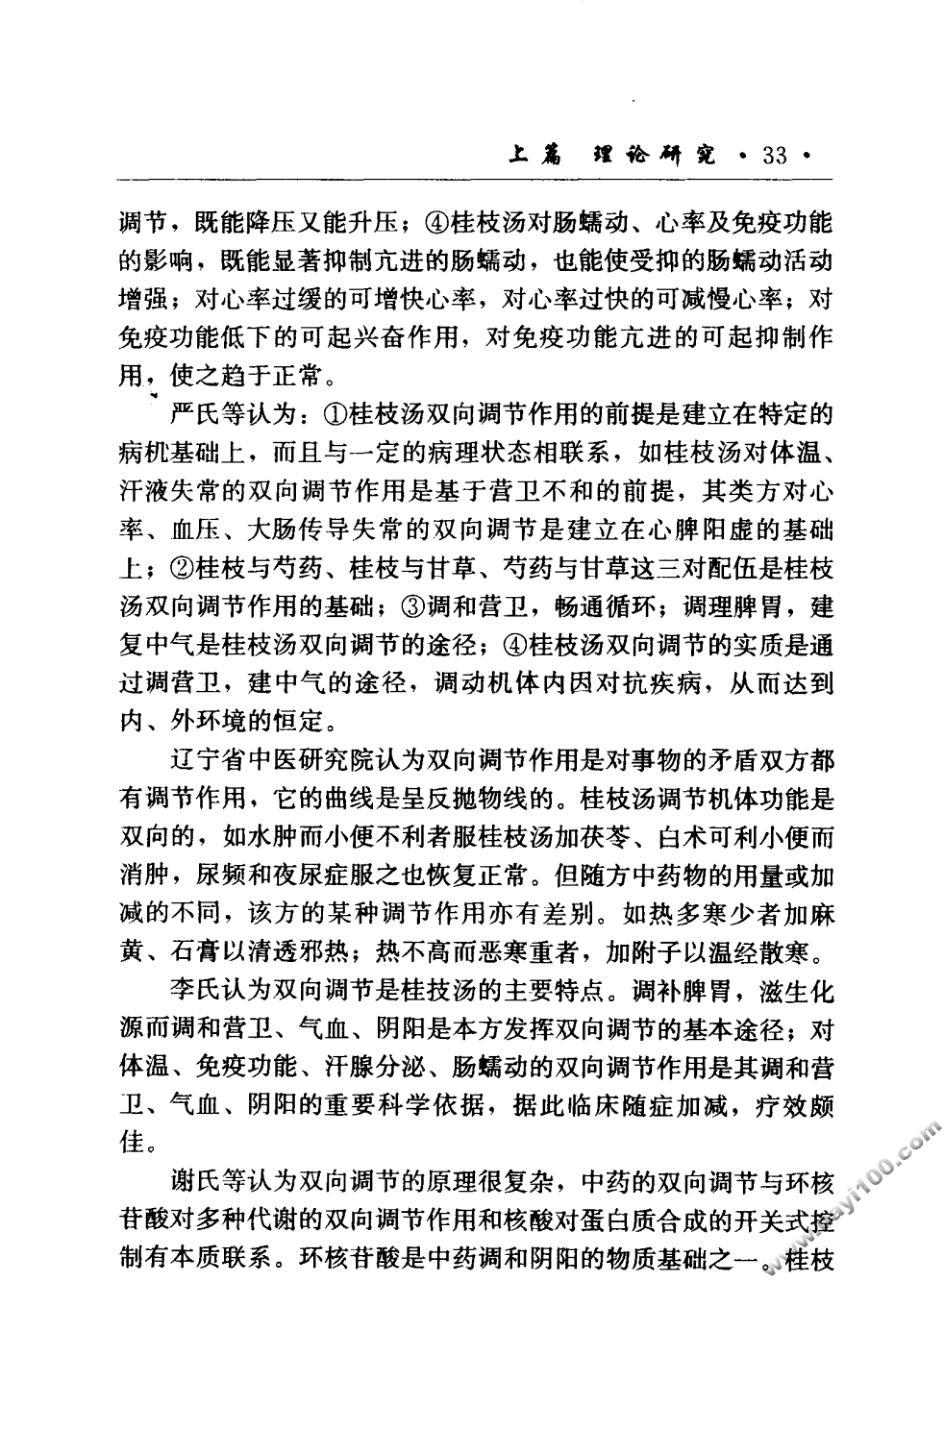 上篇 理论研究 · 33 ·
调节，既能降压又能升压；④桂枝汤对肠蠕动、心率及免疫功能
的影响，既能显著抑制亢进的肠蠕动，也能使受抑的肠蠕动活动
增强；对心率过缓的可增快心率，对心率过快的可减慢心率；对
免疫功能低下的可起兴奋作用，对免疫功能亢进的可起抑制作
用，使之趋于正常。
严氏等认为：①桂枝汤双向调节作用的前提是建立在特定的
病机基础上，而且与一定的病理状态相联系，如桂枝汤对体温、
汗液失常的双向调节作用是基于营卫不和的前提，其类方对心
率、血压、大肠传导失常的双向调节是建立在心脾阳虚的基础
上；②桂枝与芍药、桂枝与甘草、芍药与甘草这三对配伍是桂枝
汤双向调节作用的基础；③调和营卫，畅通循环；调理脾胃，建
复中气是桂枝汤双向调节的途径；④桂枝汤双向调节的实质是通
过调营卫，建中气的途径，调动机体内因对抗疾病，从而达到
内、外环境的恒定。
辽宁省中医研究院认为双向调节作用是对事物的矛盾双方都
有调节作用，它的曲线是呈反抛物线的。桂枝汤调节机体功能是
双向的，如水肿而小便不利者服桂枝汤加茯苓、白术可利小便而
消肿，尿频和夜尿症服之也恢复正常。但随方中药物的用量或加
减的不同，该方的某种调节作用亦有差别。如热多寒少者加麻
黄、石膏以清透邪热；热不高而恶寒重者，加附子以温经散寒。
李氏认为双向调节是桂技汤的主要特点。调补脾胃，滋生化
源而调和营卫、气血、阴阳是本方发挥双向调节的基本途径；对
体温、免疫功能、汗腺分泌、肠蠕动的双向调节作用是其调和营
卫、气血、阴阳的重要科学依据，据此临床随症加减，疗效颇
佳。
谢氏等认为双向调节的原理很复杂，中药的双向调节与环核
苷酸对多种代谢的双向调节作用和核酸对蛋白质合成的开关式控
制有本质联系。环核苷酸是中药调和阴阳的物质基础之一。桂枝